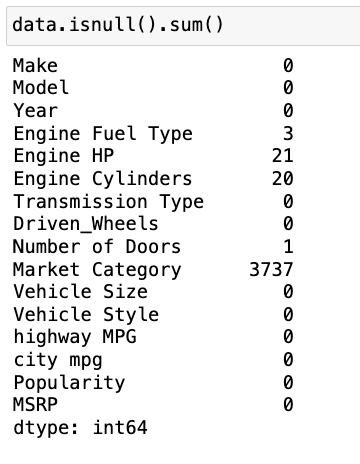 data.isnull().sum()
Make 0
Model 0
Year 0
Engine Fuel Type 3
Engine HP 21
Engine Cylinders 20
Transmission Type 0
Driven_Wheels 0
Number of Doors 1
Market Category 3737
Vehicle Size 0
Vehicle Style 0
highway MPG 0
city mpg 0
Popularity 0
MSRP 0
dtype: int64